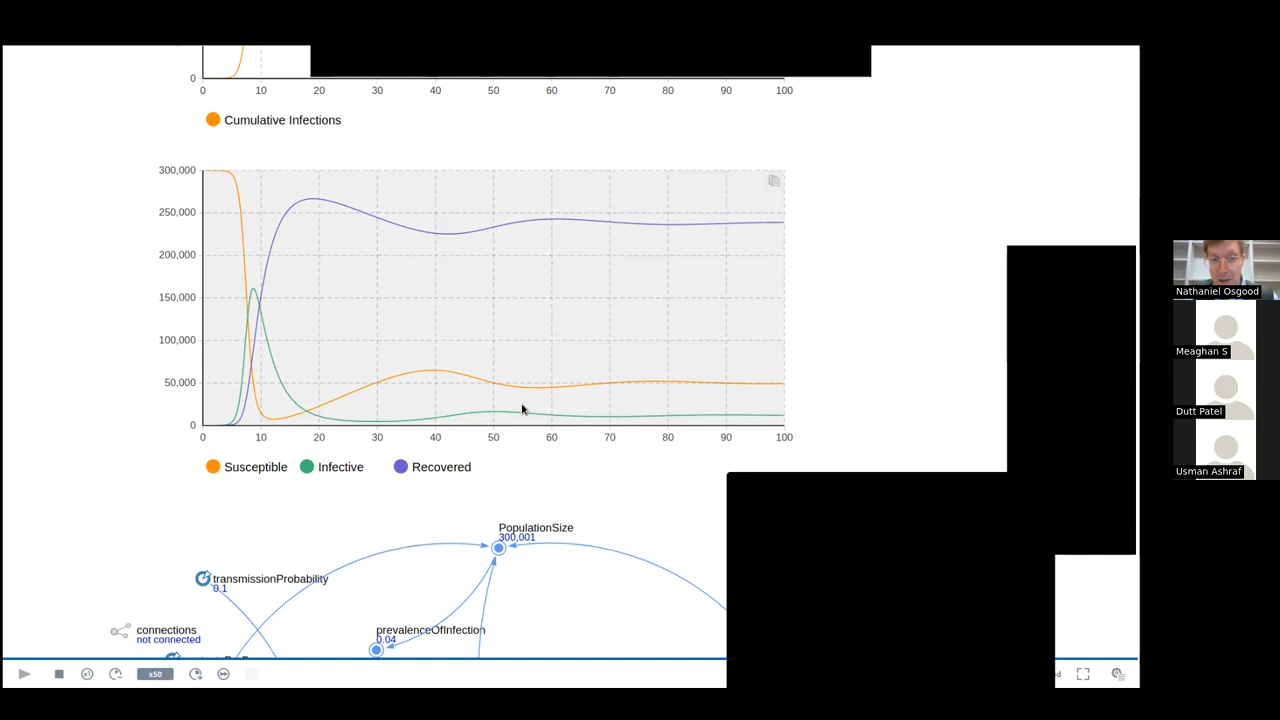 0
0 10 20 30 40 50 60 70 80 90 100
Cumulative Infections
300,000
250,000
200,000
150,000
100,000
50,000
0
0 10 20 30 40 50 60 70 80 90 100
Susceptible Infective Recovered
PopulationSize
300,001
transmissionProbability
0.1
prevalenceOfInfection
0.04
connections
not connected
x1
x50
Nathaniel Osgood
Meaghan S
Dutt Patel
Usman Ashraf